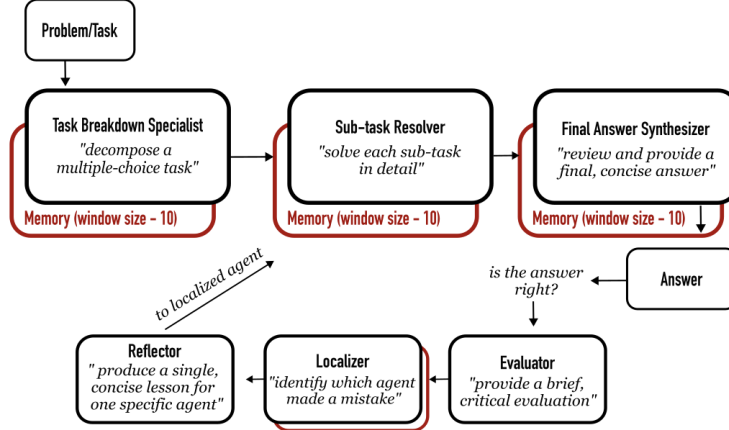 Problem/Task
Task Breakdown Specialist
"decompose a
multiple-choice task"
Memory (window size - 10)
Sub-task Resolver
"solve each sub-task
in detail"
Memory (window size - 10)
Final Answer Synthesizer
"review and provide a
final, concise answer"
Memory (window size - 10)
Answer
is the answer
right?
Evaluator
"provide a brief,
critical evaluation"
Localizer
"identify which agent
made a mistake"
Reflector
" produce a single,
concise lesson for
one specific agent"
to localized agent